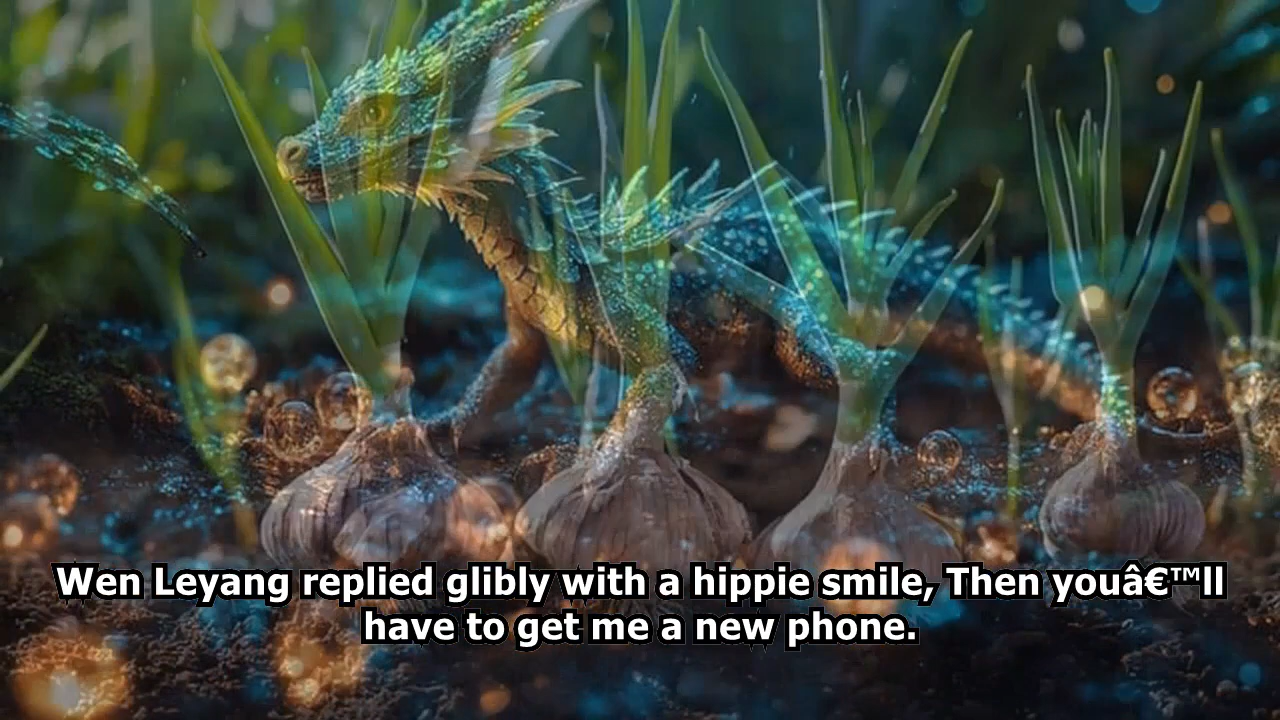 Wen Leyang replied glibly with a hippie smile, Then youâ€™ll
have to get me a new phone.